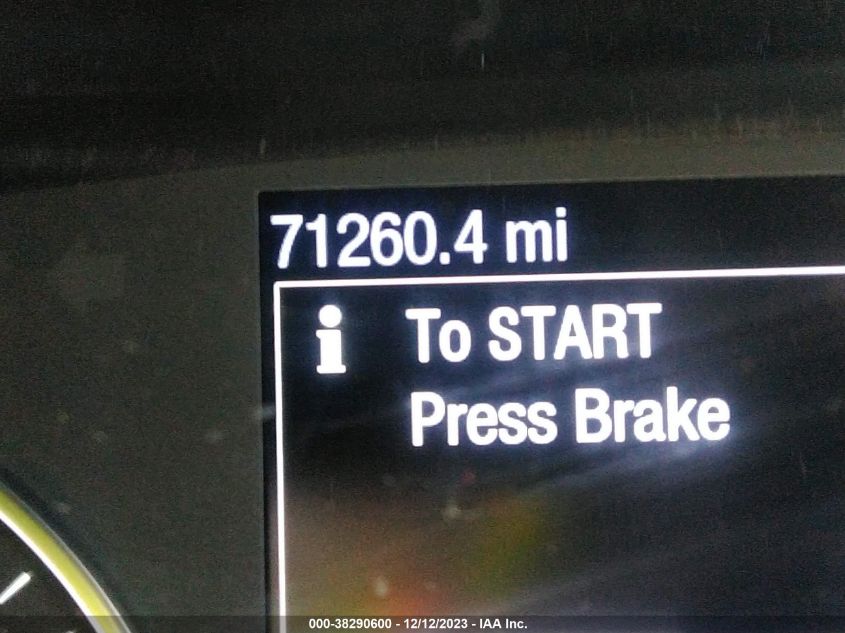 71260.4 mi
i To START
Press Brake
000-38290600 - 12/12/2023 - IAA Inc.